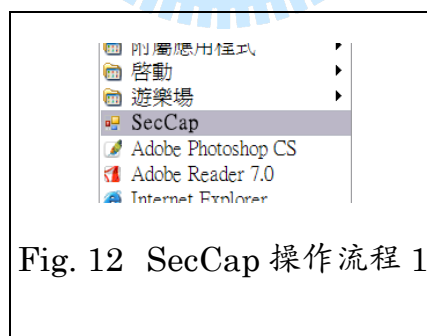 附屬應用程式
啓動
遊樂場
SecCap
Adobe Photoshop CS
Adobe Reader 7.0
Internet Explorer
Fig. 12 SecCap 操作流程 1